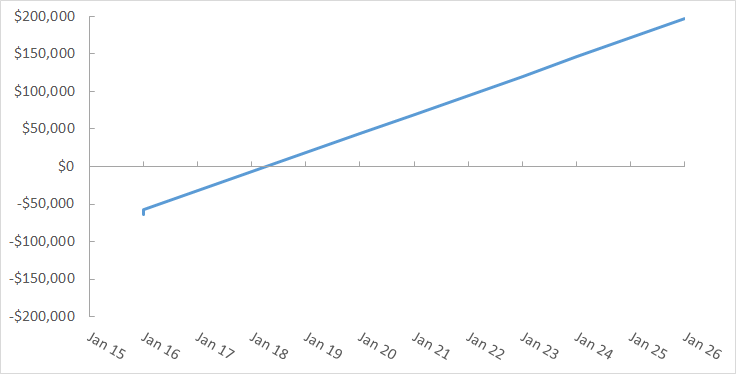 $200,000
$150,000
$100,000
$50,000
$0
-$50,000
-$100,000
-$150,000
-$200,000
Jan 15
Jan 16
Jan 17
Jan 18
Jan 19
Jan 20
Jan 21
Jan 22
Jan 23
Jan 24
Jan 25
Jan 26